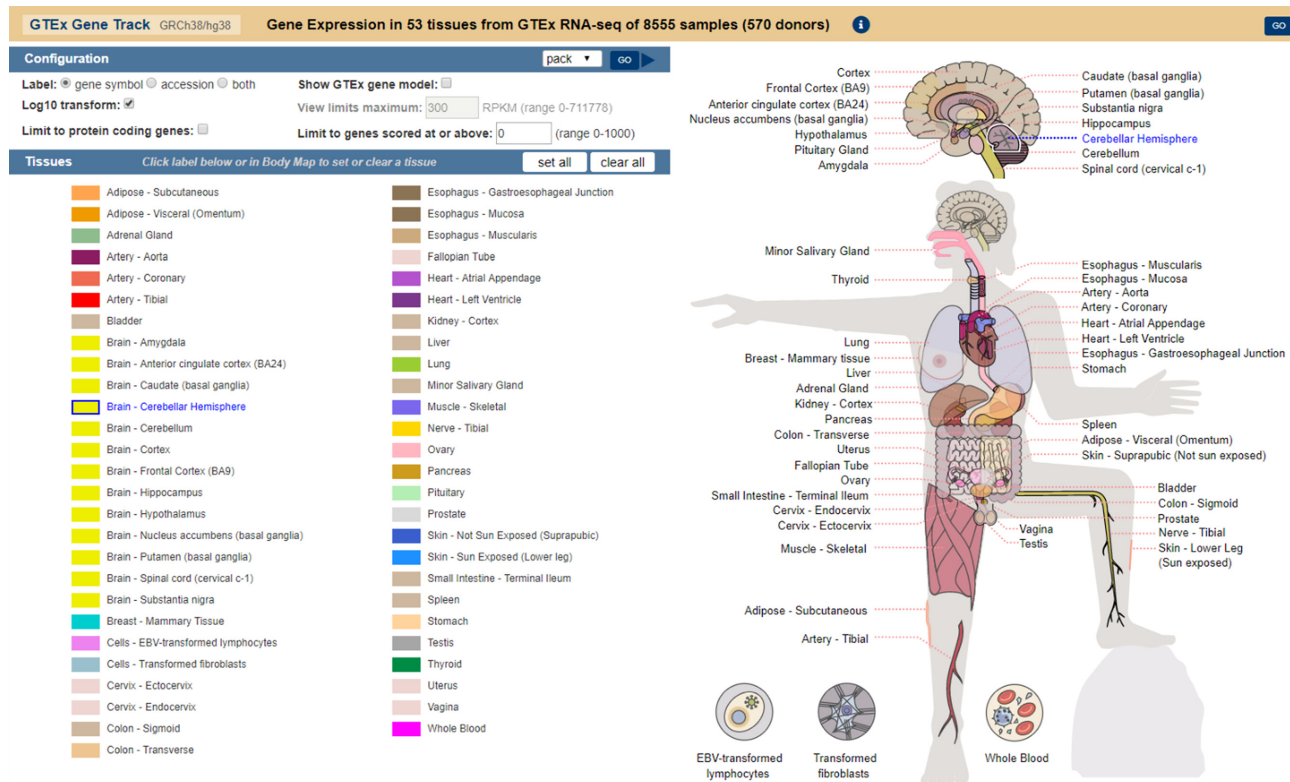 GTEx Gene Track GRCh38/hg38 Gene Expression in 53 tissues from GTEx RNA-seq of 8555 samples (570 donors) i GO
Configuration pack ▼ GO
Label: gene symbol accession both Show GTEx gene model:
Log10 transform: View limits maximum: 300 RPKM (range 0-711778)
Limit to protein coding genes: Limit to genes scored at or above: 0 (range 0-1000)
Tissues Click label below or in Body Map to set or clear a tissue set all clear all
Adipose - Subcutaneous
Adipose - Visceral (Omentum)
Adrenal Gland
Artery - Aorta
Artery - Coronary
Artery - Tibial
Bladder
Brain - Amygdala
Brain - Anterior cingulate cortex (BA24)
Brain - Caudate (basal ganglia)
Brain - Cerebellar Hemisphere
Brain - Cerebellum
Brain - Cortex
Brain - Frontal Cortex (BA9)
Brain - Hippocampus
Brain - Hypothalamus
Brain - Nucleus accumbens (basal ganglia)
Brain - Putamen (basal ganglia)
Brain - Spinal cord (cervical c-1)
Brain - Substantia nigra
Breast - Mammary Tissue
Cells - EBV-transformed lymphocytes
Cells - Transformed fibroblasts
Cervix - Ectocervix
Cervix - Endocervix
Colon - Sigmoid
Colon - Transverse
Esophagus - Gastroesophageal Junction
Esophagus - Mucosa
Esophagus - Muscularis
Fallopian Tube
Heart - Atrial Appendage
Heart - Left Ventricle
Kidney - Cortex
Liver
Lung
Minor Salivary Gland
Muscle - Skeletal
Nerve - Tibial
Ovary
Pancreas
Pituitary
Prostate
Skin - Not Sun Exposed (Suprapubic)
Skin - Sun Exposed (Lower leg)
Small Intestine - Terminal Ileum
Spleen
Stomach
Testis
Thyroid
Uterus
Vagina
Whole Blood
Cortex
Frontal Cortex (BA9)
Anterior cingulate cortex (BA24)
Nucleus accumbens (basal ganglia)
Hypothalamus
Pituitary Gland
Amygdala
Caudate (basal ganglia)
Putamen (basal ganglia)
Substantia nigra
Hippocampus
Cerebellar Hemisphere
Cerebellum
Spinal cord (cervical c-1)
Minor Salivary Gland
Thyroid
Lung
Breast - Mammary tissue
Liver
Adrenal Gland
Kidney - Cortex
Pancreas
Colon - Transverse
Uterus
Fallopian Tube
Ovary
Small Intestine - Terminal Ileum
Cervix - Endocervix
Cervix - Ectocervix
Muscle - Skeletal
Adipose - Subcutaneous
Artery - Tibial
Esophagus - Muscularis
Esophagus - Mucosa
Artery - Aorta
Artery - Coronary
Heart - Atrial Appendage
Heart - Left Ventricle
Esophagus - Gastroesophageal Junction
Stomach
Spleen
Adipose - Visceral (Omentum)
Skin - Suprapubic (Not sun exposed)
Bladder
Colon - Sigmoid
Prostate
Nerve - Tibial
Skin - Lower Leg
(Sun exposed)
Vagina
Testis
EBV-transformed
lymphocytes
Transformed
fibroblasts
Whole Blood